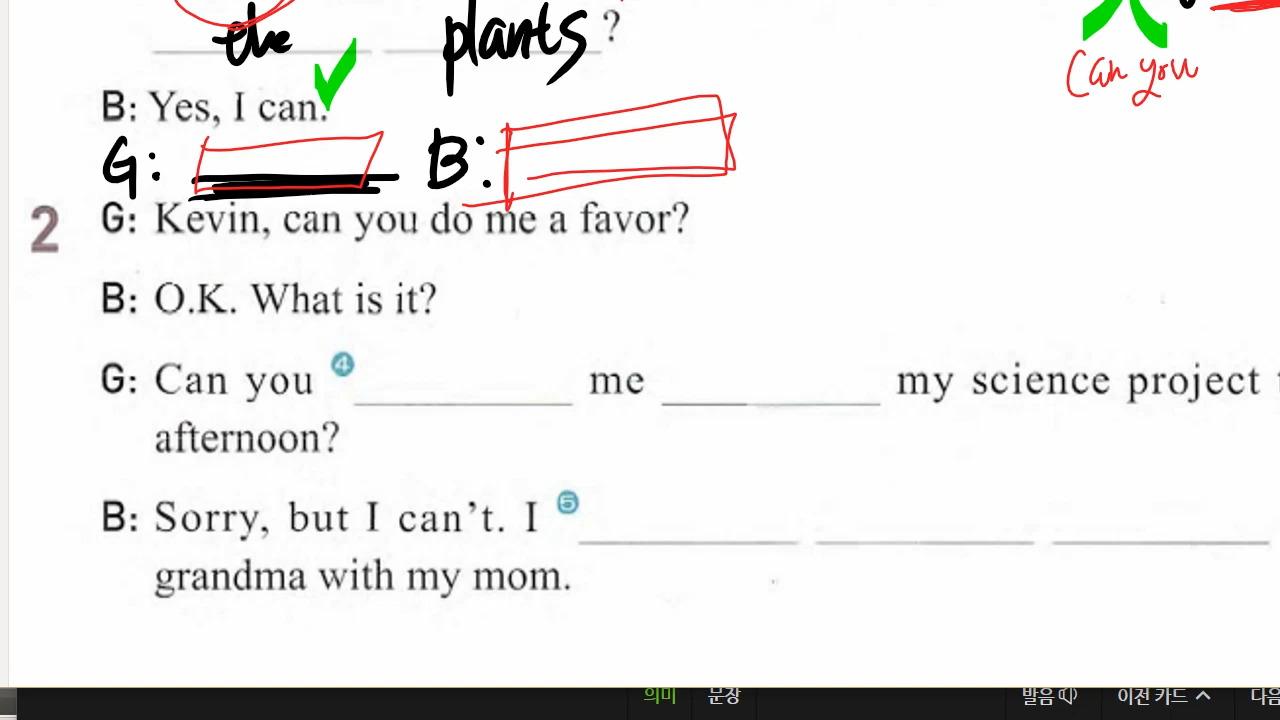 the plants?
Can you
B: Yes, I can.
G: B:
2 G: Kevin, can you do me a favor?
B: O.K. What is it?
G: Can you ④ me my science project
afternoon?
B: Sorry, but I can't. I ⑤
grandma with my mom.
의미 문장 발음 이전 카드 다음